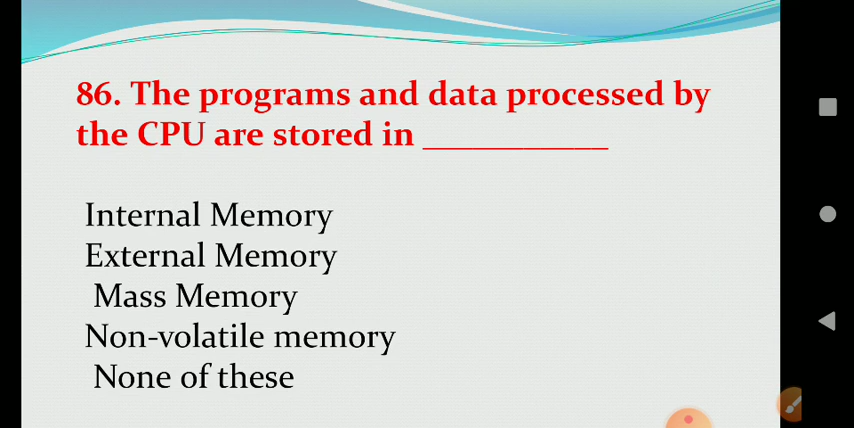 86. The programs and data processed by
the CPU are stored in ___________
Internal Memory
External Memory
Mass Memory
Non-volatile memory
None of these